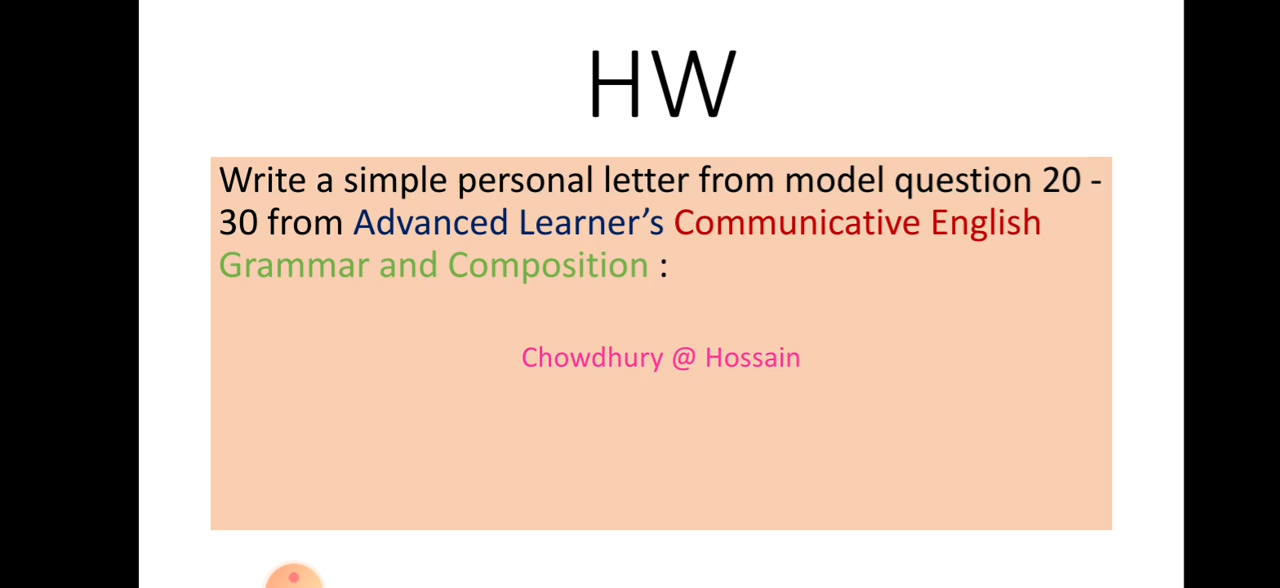 HW
Write a simple personal letter from model question 20 -
30 from Advanced Learner’s Communicative English
Grammar and Composition :
Chowdhury @ Hossain